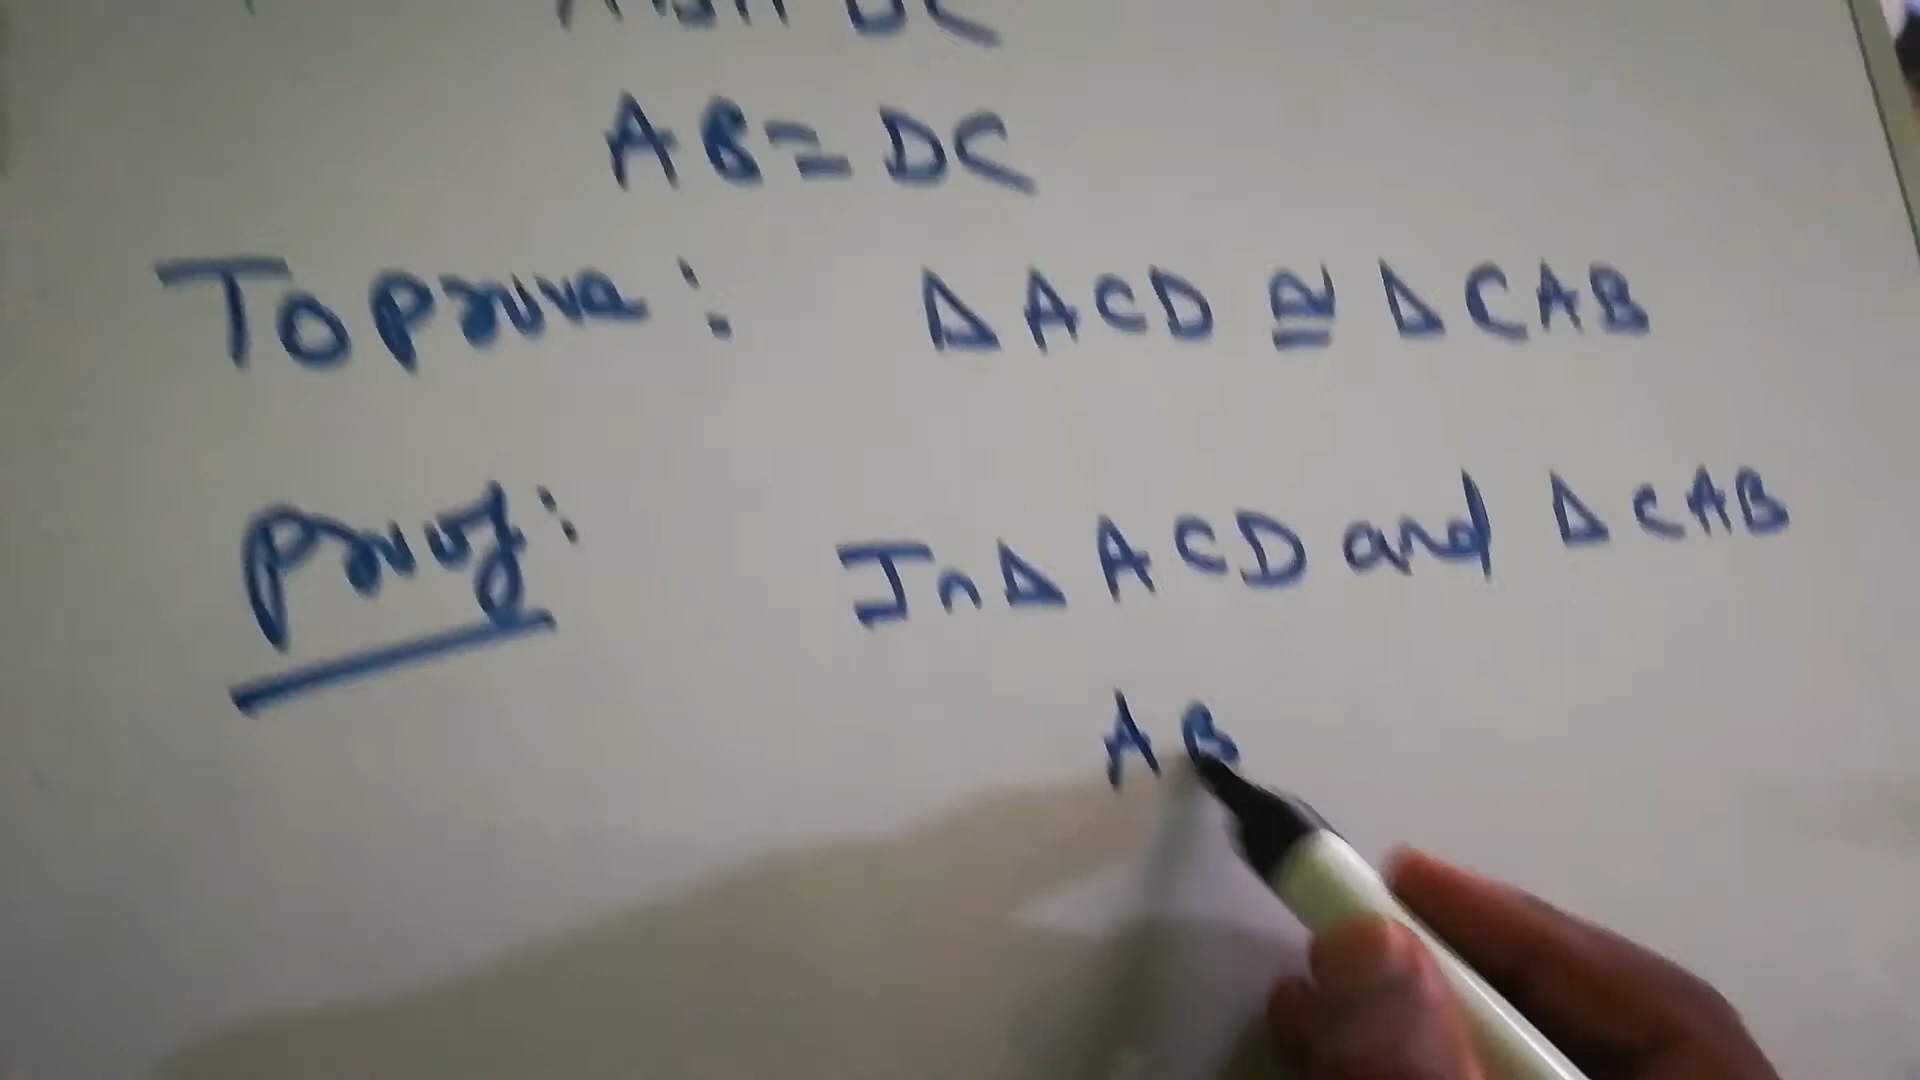 AB = DC
To prove : Δ ACD ≅ Δ CAB
proof : In Δ ACD and Δ CAB
AB